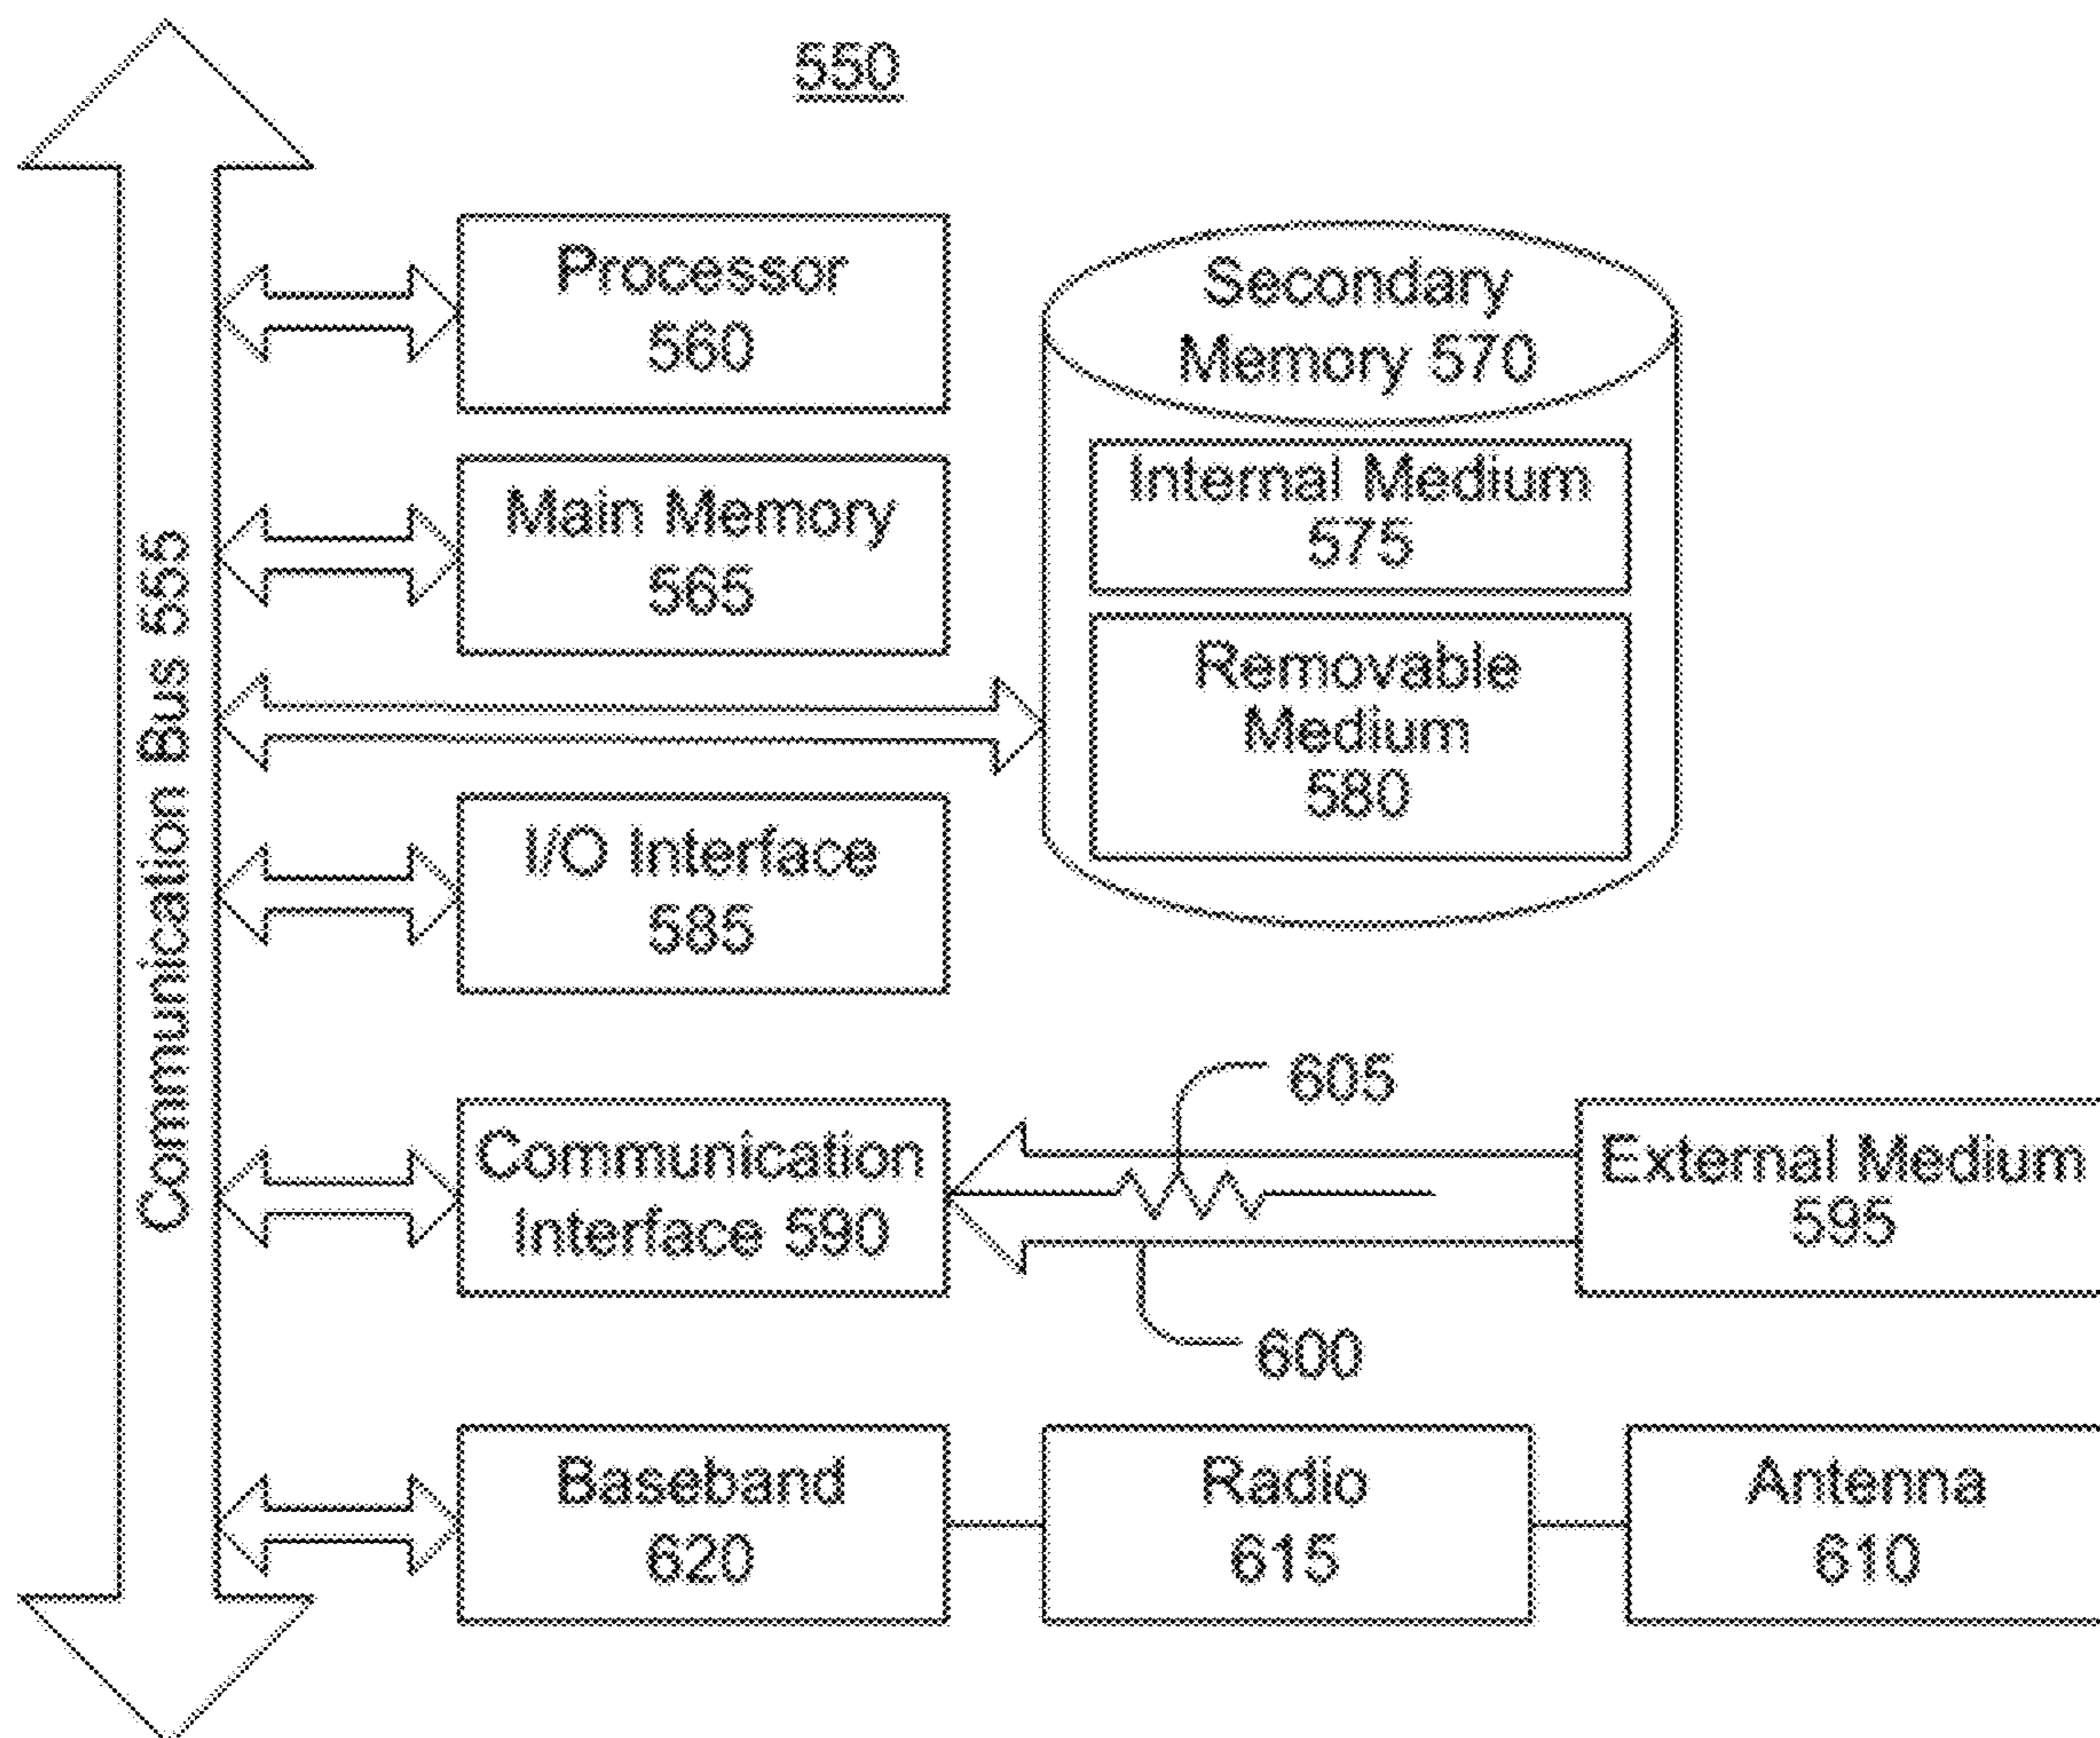 550
Communication Bus 555
Processor
560
Main Memory
565
Secondary
Memory 570
Internal Medium
575
Removable
Medium
580
I/O Interface
585
Communication
Interface 590
605
600
External Medium
595
Baseband
620
Radio
615
Antenna
610